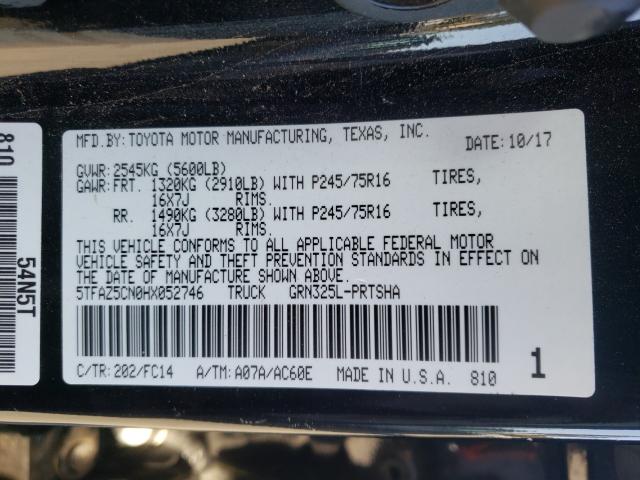 MFD.BY:TOYOTA MOTOR MANUFACTURING, TEXAS, INC. DATE:10/17
GVWR:2545KG (5600LB)
GAWR:FRT. 1320KG (2910LB) WITH P245/75R16 TIRES,
16X7J RIMS.
RR. 1490KG (3280LB) WITH P245/75R16 TIRES,
16X7J RIMS.
THIS VEHICLE CONFORMS TO ALL APPLICABLE FEDERAL MOTOR
VEHICLE SAFETY AND THEFT PREVENTION STANDARDS IN EFFECT ON
THE DATE OF MANUFACTURE SHOWN ABOVE.
5TFAZ5CN0HX052746 TRUCK GRN325L-PRTSHA
C/TR:202/FC14 A/TM:A07A/AC60E MADE IN U.S.A. 810
1
810
54N5T